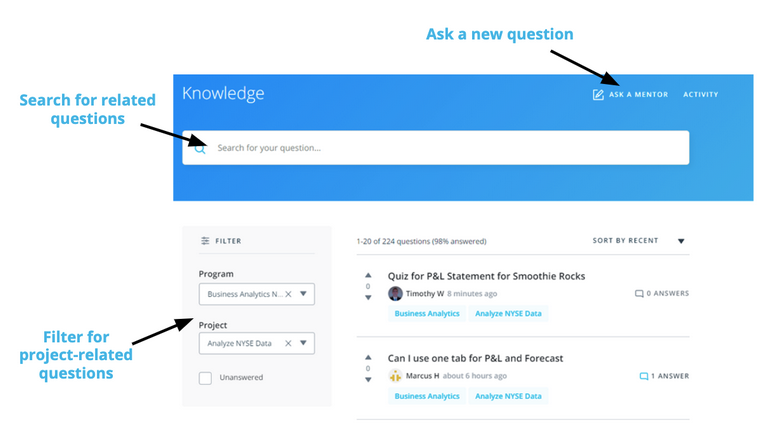 Ask a new question
Knowledge
ASK A MENTOR
ACTIVITY
Search for related
questions
Search for your question...
FILTER
1-20 of 224 questions (98% answered)
SORT BY RECENT
Program
Business Analytics N...
Project
Analyze NYSE Data
Unanswered
Filter for
project-related
questions
Quiz for P&L Statement for Smoothie Rocks
0
Timothy W 8 minutes ago
0 ANSWERS
Business Analytics
Analyze NYSE Data
Can I use one tab for P&L and Forecast
0
Marcus H about 6 hours ago
1 ANSWER
Business Analytics
Analyze NYSE Data